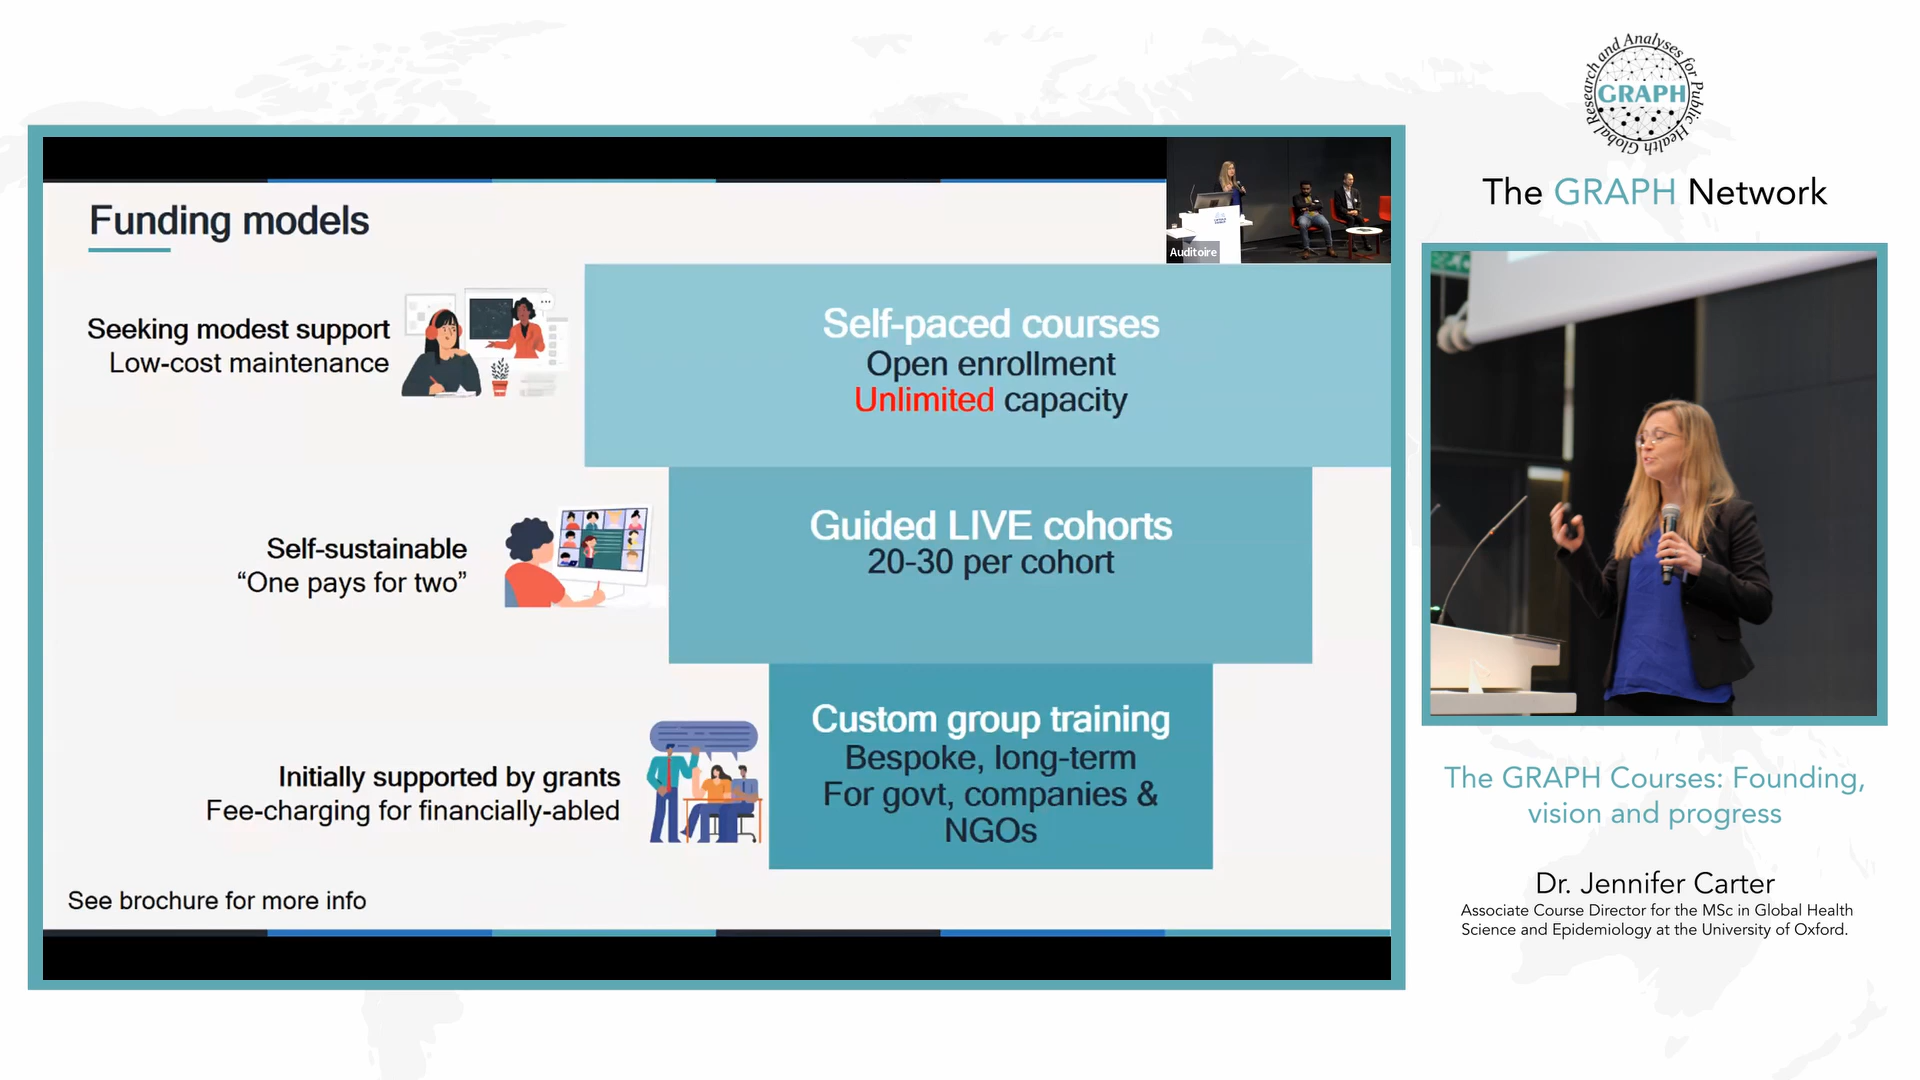 Funding models
Seeking modest support
Low-cost maintenance
Self-paced courses
Open enrollment
Unlimited capacity
Self-sustainable
“One pays for two”
Guided LIVE cohorts
20-30 per cohort
Initially supported by grants
Fee-charging for financially-abled
Custom group training
Bespoke, long-term
For govt, companies &
NGOs
See brochure for more info
Auditoire
Global Research and Analyses for Public Health
GRAPH
The GRAPH Network
The GRAPH Courses: Founding,
vision and progress
Dr. Jennifer Carter
Associate Course Director for the MSc in Global Health
Science and Epidemiology at the University of Oxford.